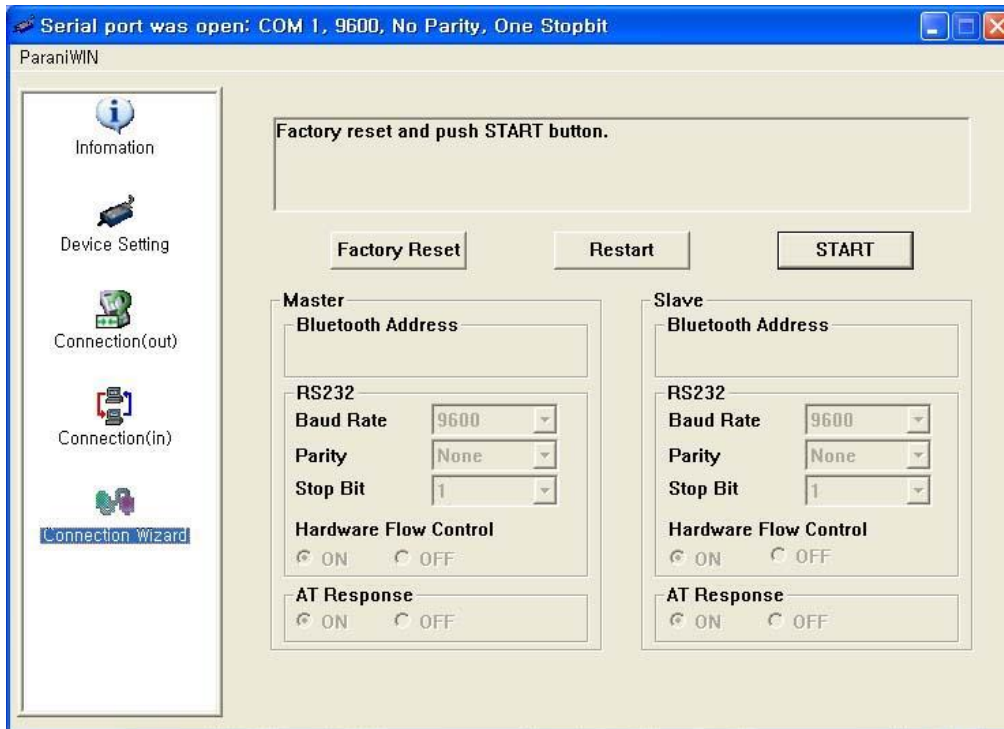 Serial port was open: COM 1, 9600, No Parity, One Stopbit
ParaniWIN
Infomation
Device Setting
Connection(out)
Connection(in)
Connection Wizard
Factory reset and push START button.
Factory Reset Restart START
Master
Bluetooth Address
RS232
Baud Rate 9600
Parity None
Stop Bit 1
Hardware Flow Control
ON OFF
AT Response
ON OFF
Slave
Bluetooth Address
RS232
Baud Rate 9600
Parity None
Stop Bit 1
Hardware Flow Control
ON OFF
AT Response
ON OFF